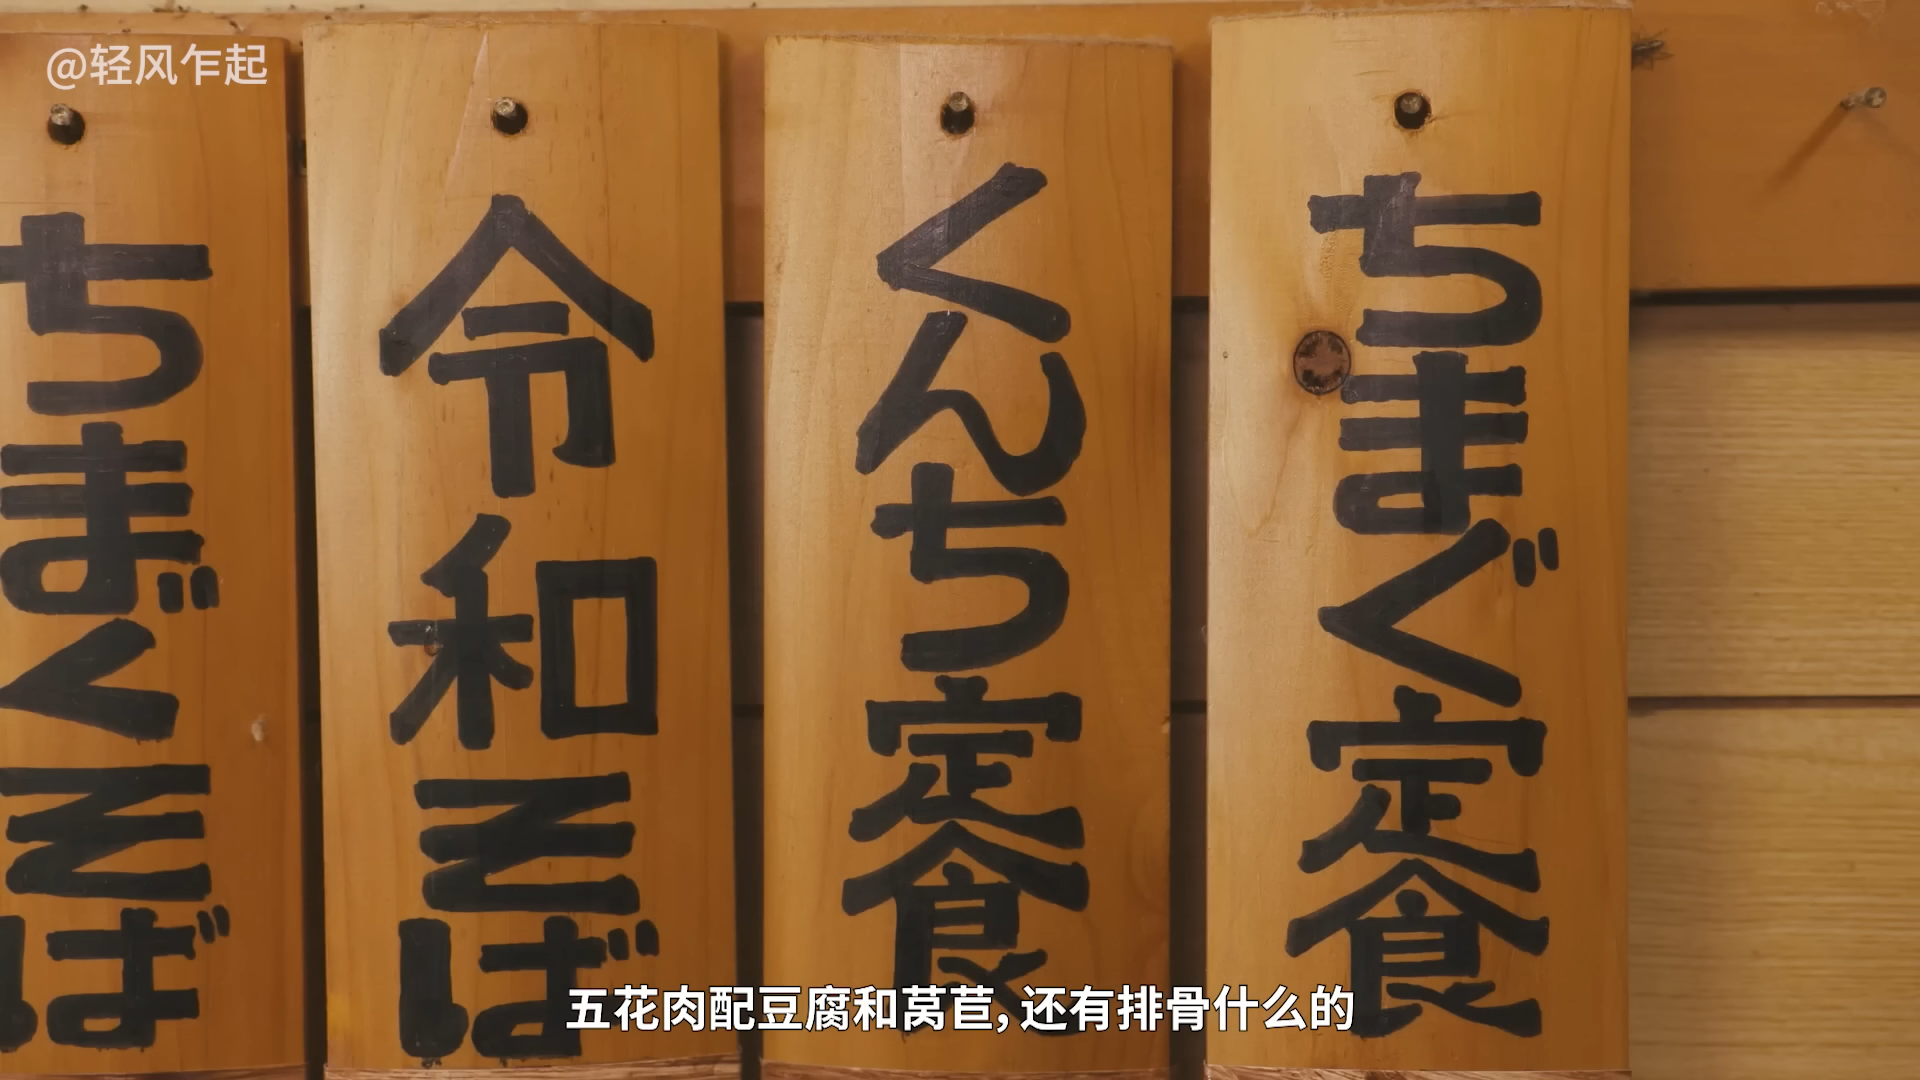 @轻风乍起
ちまぐ定食
くんち定食
令和そば
ちまぐそば
五花肉配豆腐和莴苣，还有排骨什么的